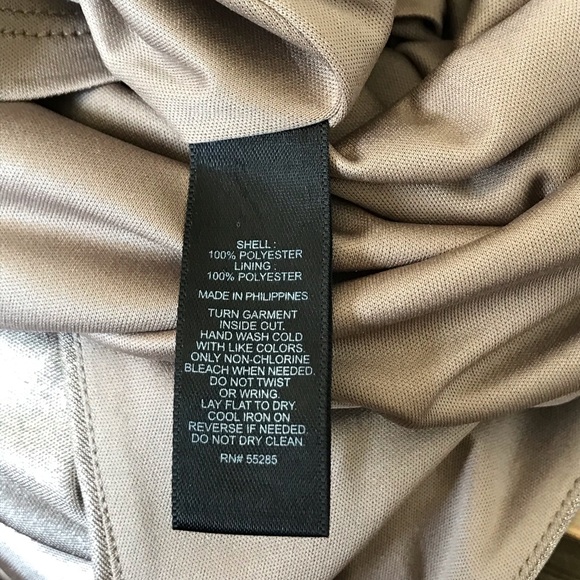 SHELL :
100% POLYESTER
LINING :
100% POLYESTER
MADE IN PHILIPPINES
TURN GARMENT
INSIDE OUT.
HAND WASH COLD
WITH LIKE COLORS.
ONLY NON-CHLORINE
BLEACH WHEN NEEDED.
DO NOT TWIST
OR WRING.
LAY FLAT TO DRY.
COOL IRON ON
REVERSE IF NEEDED.
DO NOT DRY CLEAN.
RN# 55285